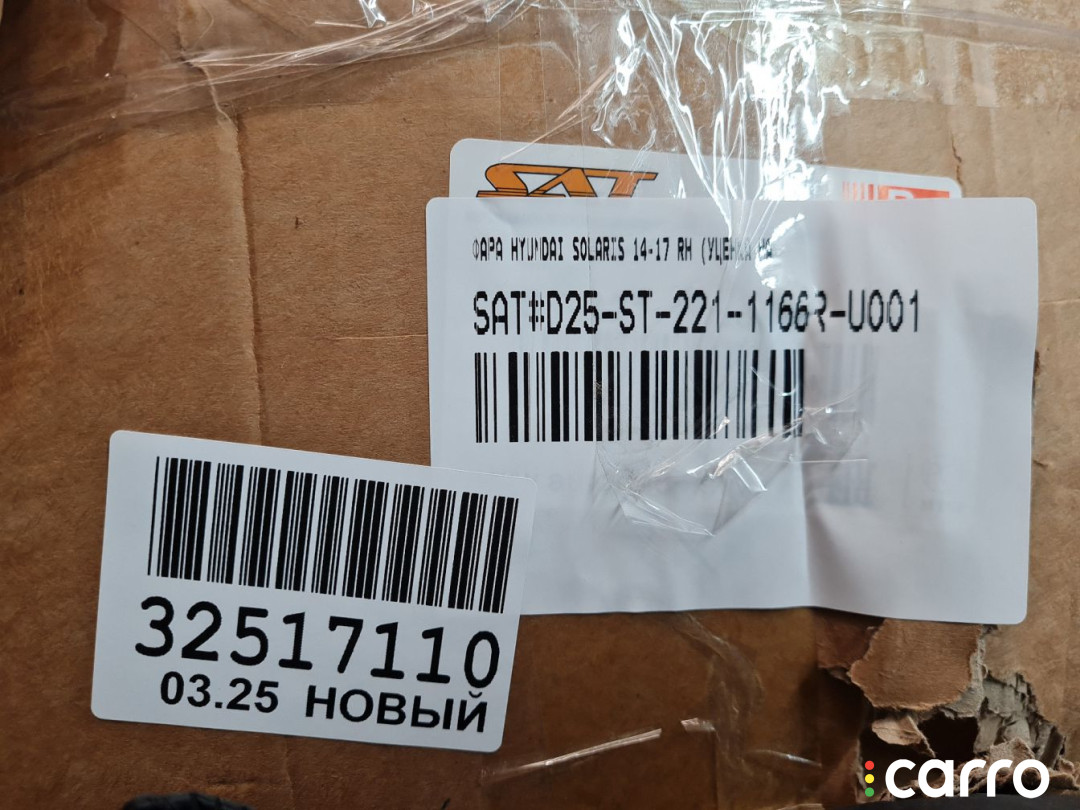 SAT
ФАРА HYUNDAI SOLARIS 14-17 RH (УЦЕНКА НА
SAT#D25-ST-221-1166R-U001
32517110
03.25 НОВЫЙ
carro